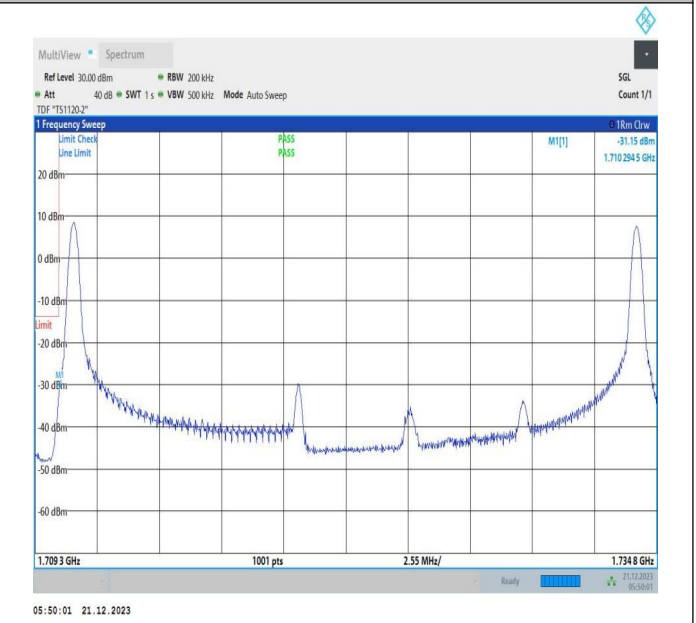 MultiView Spectrum
Ref Level 30.00 dBm RBW 200 kHz SGL
Att 40 dB SWT 1 s VBW 500 kHz Mode Auto Sweep Count 1/1
TDF "TS1120-2"
1 Frequency Sweep 1Rm Clrw
Limit Check PASS M1[1] -31.15 dBm
Line Limit PASS 1.710 294 5 GHz
20 dBm
10 dBm
0 dBm
-10 dBm
Limit
-20 dBm
M1
-30 dBm
-40 dBm
-50 dBm
-60 dBm
1.709 3 GHz 1001 pts 2.55 MHz/ 1.734 8 GHz
Ready 21.12.2023
05:50:01
05:50:01 21.12.2023